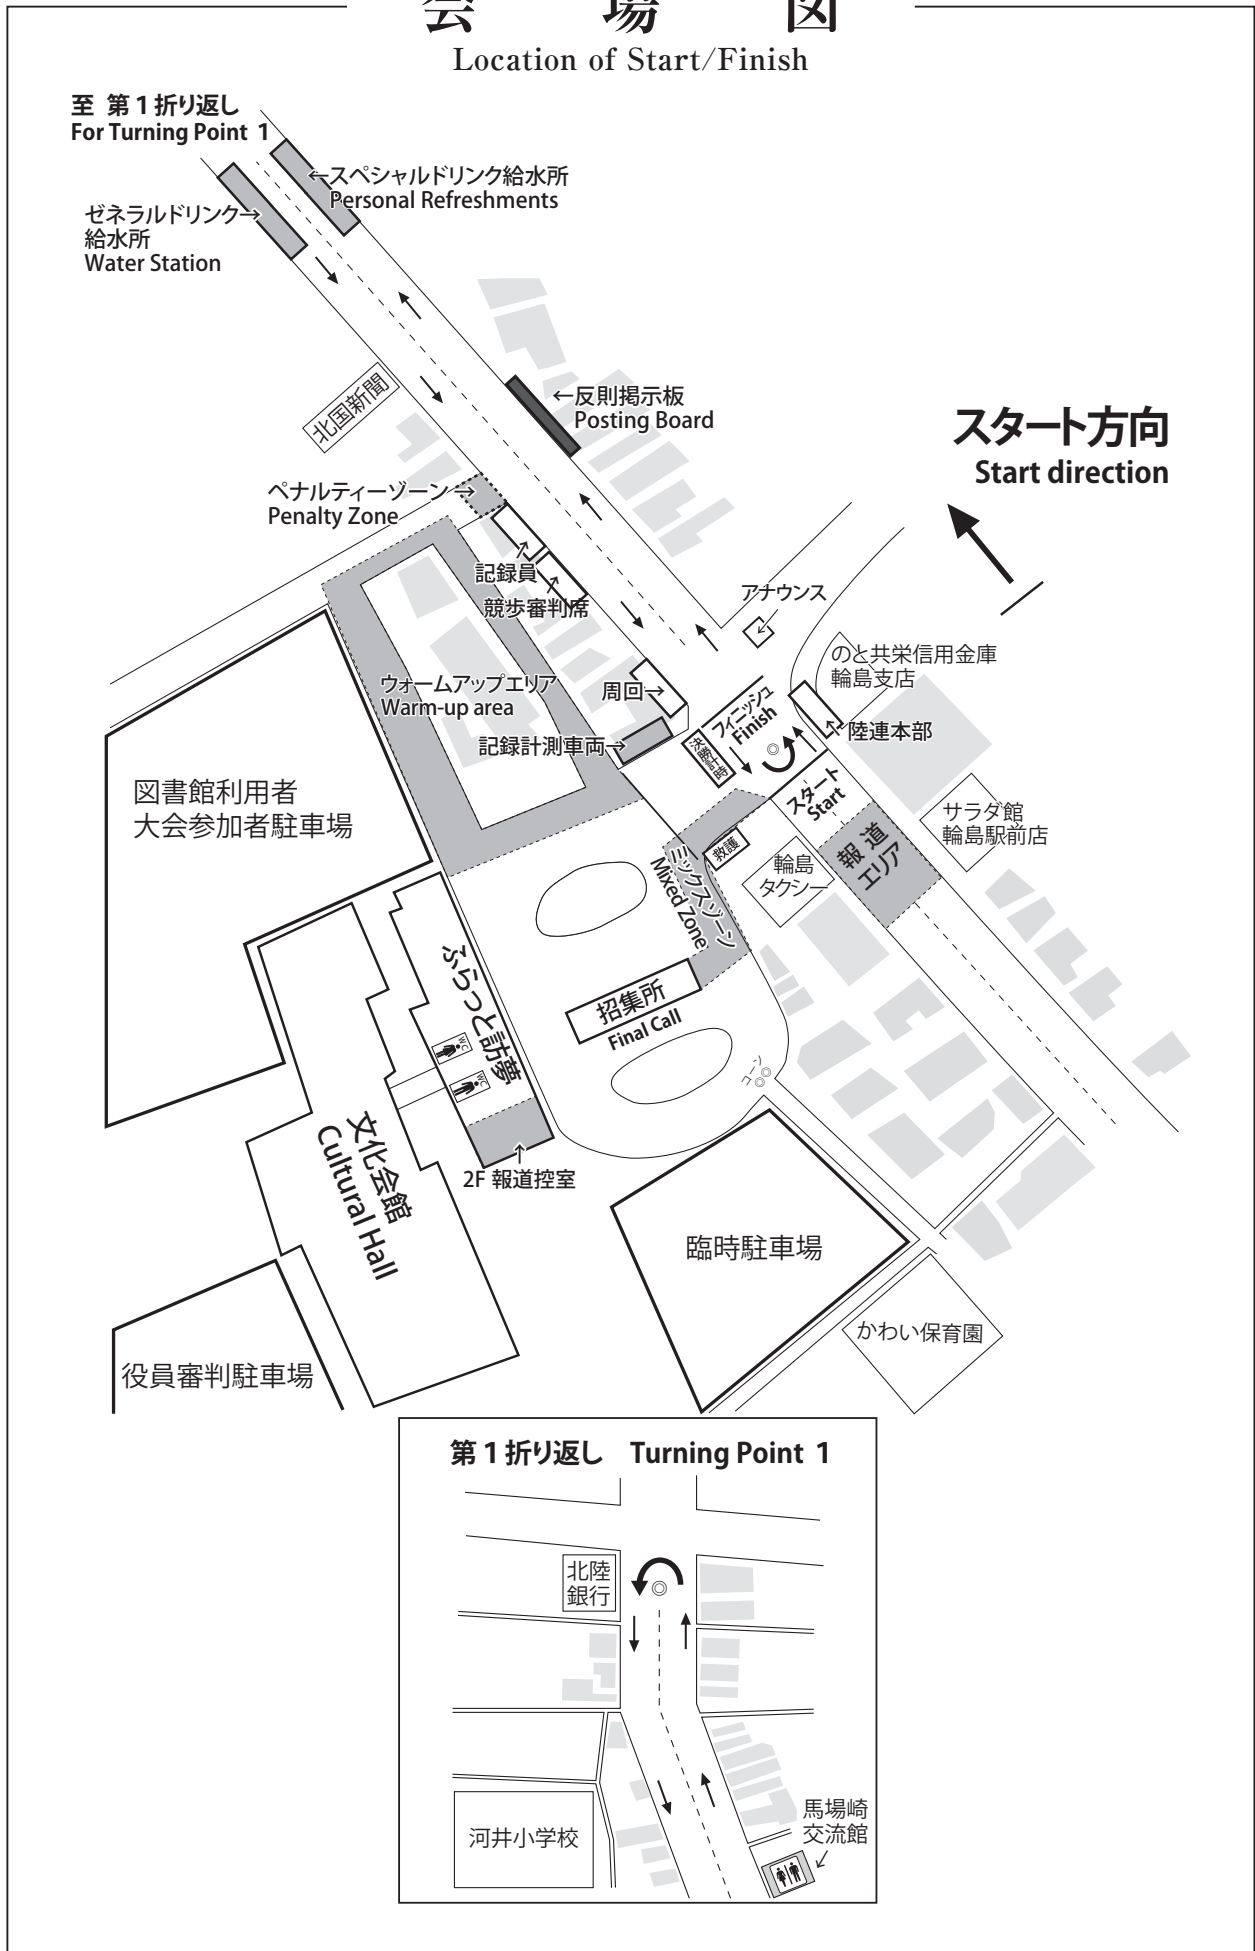 会場図
Location of Start/Finish
至 第1折り返し
For Turning Point 1
←スペシャルドリンク給水所
Personal Refreshments
ゼネラルドリンク→
給水所
Water Station
北国新聞
←反則掲示板
Posting Board
スタート方向
Start direction
ペナルティーゾーン→
Penalty Zone
記録員
競歩審判席
アナウンス
のと共栄信用金庫
輪島支店
ウォームアップエリア
Warm-up area
周回→
フィニッシュ
Finish
陸連本部
記録計測車両→
決勝計時
スタート
Start
図書館利用者
大会参加者駐車場
サラダ館
輪島駅前店
救護
報道
エリア
輪島
タクシー
ミックスゾーン
Mixed Zone
ふらっと訪夢
招集所
Final Call
WC
WC
コーン
文化会館
Cultural Hall
2F 報道控室
臨時駐車場
かわい保育園
役員審判駐車場
第1折り返し Turning Point 1
北陸
銀行
河井小学校
馬場崎
交流館